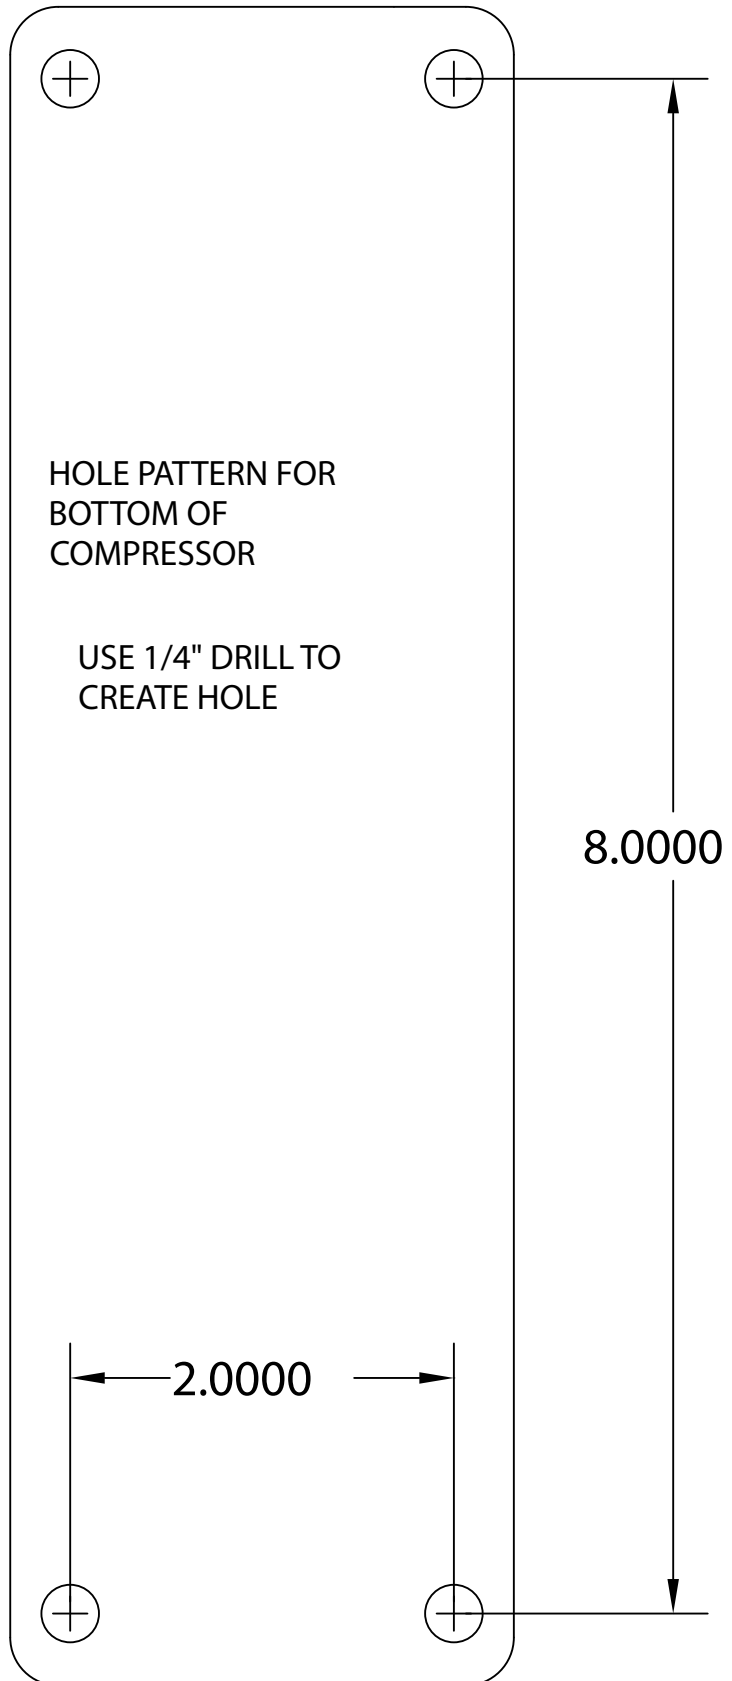 HOLE PATTERN FOR
BOTTOM OF
COMPRESSOR
USE 1/4" DRILL TO
CREATE HOLE
8.0000
2.0000